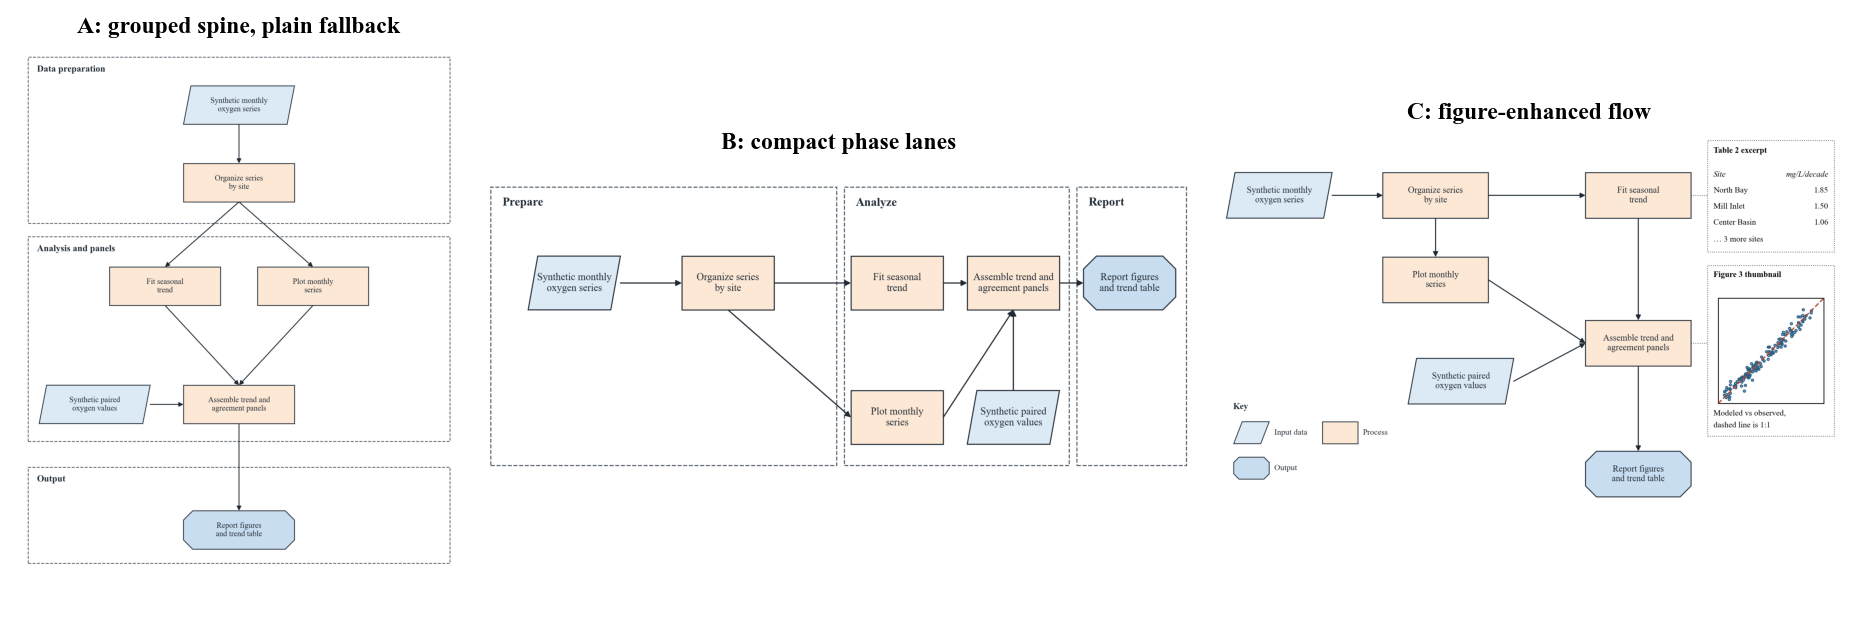 A: grouped spine, plain fallback
Data preparation
Synthetic monthly
oxygen series
Organize series
by site
Analysis and panels
Fit seasonal
trend
Plot monthly
series
Synthetic paired
oxygen values
Assemble trend and
agreement panels
Output
Report figures
and trend table
B: compact phase lanes
Prepare
Synthetic monthly
oxygen series
Organize series
by site
Analyze
Fit seasonal
trend
Assemble trend and
agreement panels
Plot monthly
series
Synthetic paired
oxygen values
Report
Report figures
and trend table
C: figure-enhanced flow
Synthetic monthly
oxygen series
Organize series
by site
Fit seasonal
trend
Plot monthly
series
Assemble trend and
agreement panels
Synthetic paired
oxygen values
Report figures
and trend table
Key
Input data
Process
Output
Table 2 excerpt
Site mg/L/decade
North Bay 1.85
Mill Inlet 1.50
Center Basin 1.06
… 3 more sites
Figure 3 thumbnail
Modeled vs observed,
dashed line is 1:1